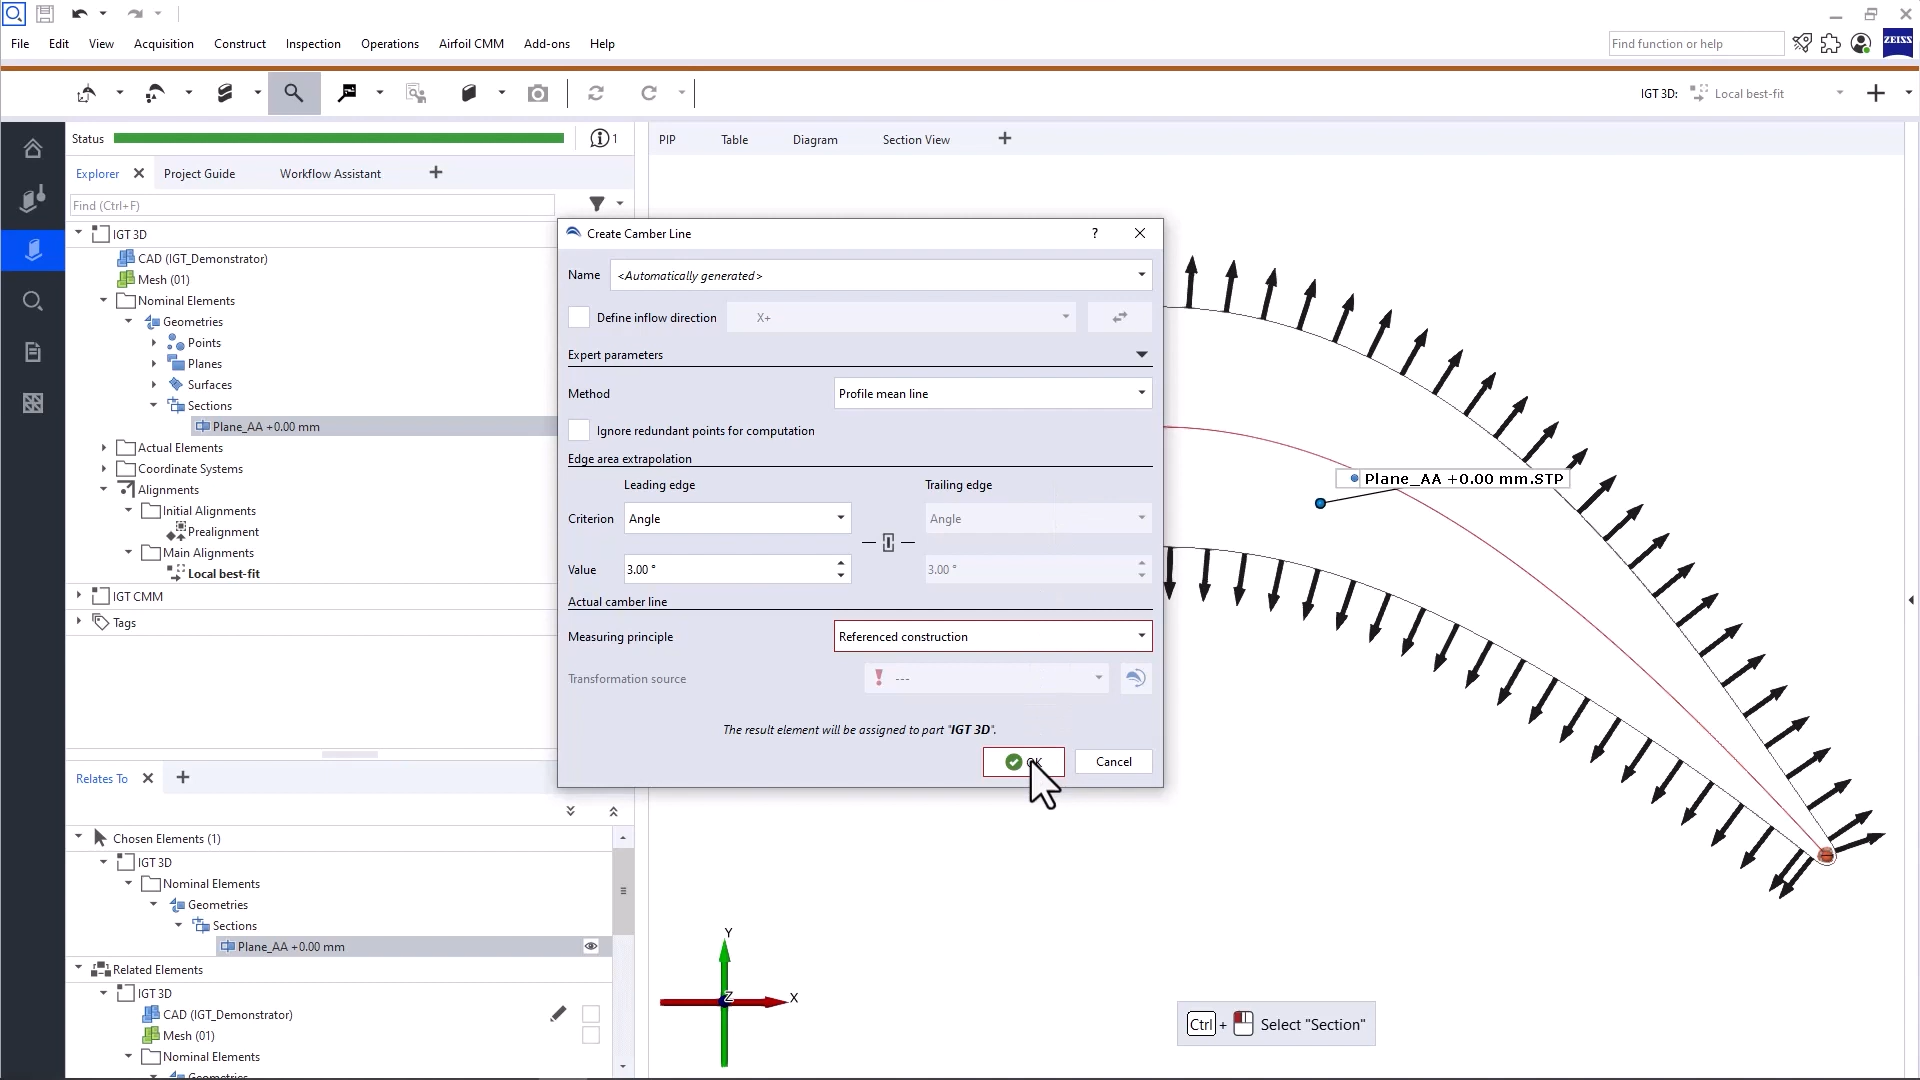 File Edit View Acquisition Construct Inspection Operations Airfoil CMM Add-ons Help
Find function or help
ZEISS
IGT 3D: Local best-fit
Status
1
PIP Table Diagram Section View
Explorer Project Guide Workflow Assistant
Find (Ctrl+F)
IGT 3D
CAD (IGT_Demonstrator)
Mesh (01)
Nominal Elements
Geometries
Points
Planes
Surfaces
Sections
Plane_AA +0.00 mm
Actual Elements
Coordinate Systems
Alignments
Initial Alignments
Prealignment
Main Alignments
Local best-fit
IGT CMM
Tags
Relates To
Chosen Elements (1)
IGT 3D
Nominal Elements
Geometries
Sections
Plane_AA +0.00 mm
Related Elements
IGT 3D
CAD (IGT_Demonstrator)
Mesh (01)
Nominal Elements
Geometries
Create Camber Line
?
Name <Automatically generated>
Define inflow direction X+
Expert parameters
Method Profile mean line
Ignore redundant points for computation
Edge area extrapolation
Leading edge Trailing edge
Criterion Angle Angle
Value 3.00 ° 3.00 °
Actual camber line
Measuring principle Referenced construction
Transformation source ---
The result element will be assigned to part "IGT 3D".
OK Cancel
Plane_AA +0.00 mm.STP
Y
Z
X
Ctrl + Select "Section"